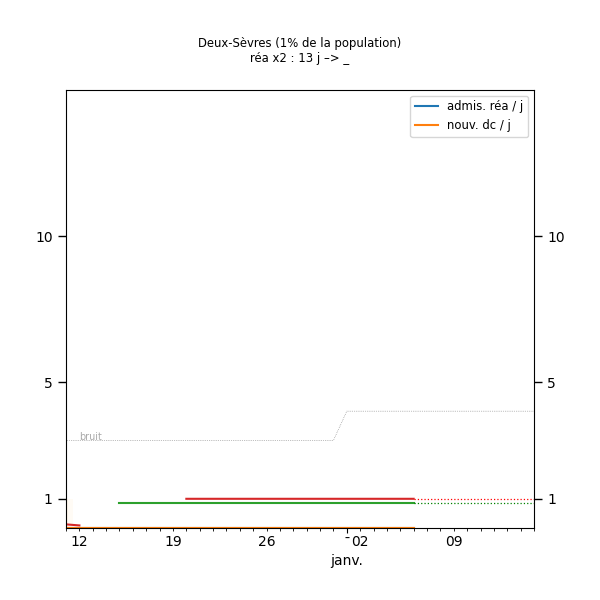 Deux-Sèvres (1% de la population)
réa x2 : 13 j –> _
admis. réa / j
nouv. dc / j
10 10
5 5
bruit
1 1
12 19 26 02 09
janv.